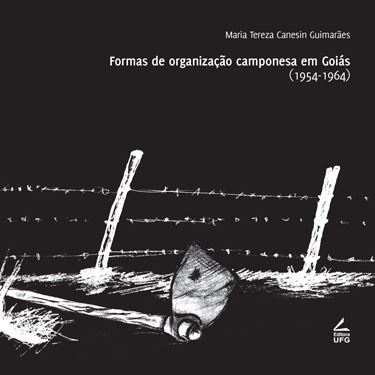 Maria Tereza Canesin Guimarães
Formas de organização camponesa em Goiás
(1954-1964)
Editora
UFG